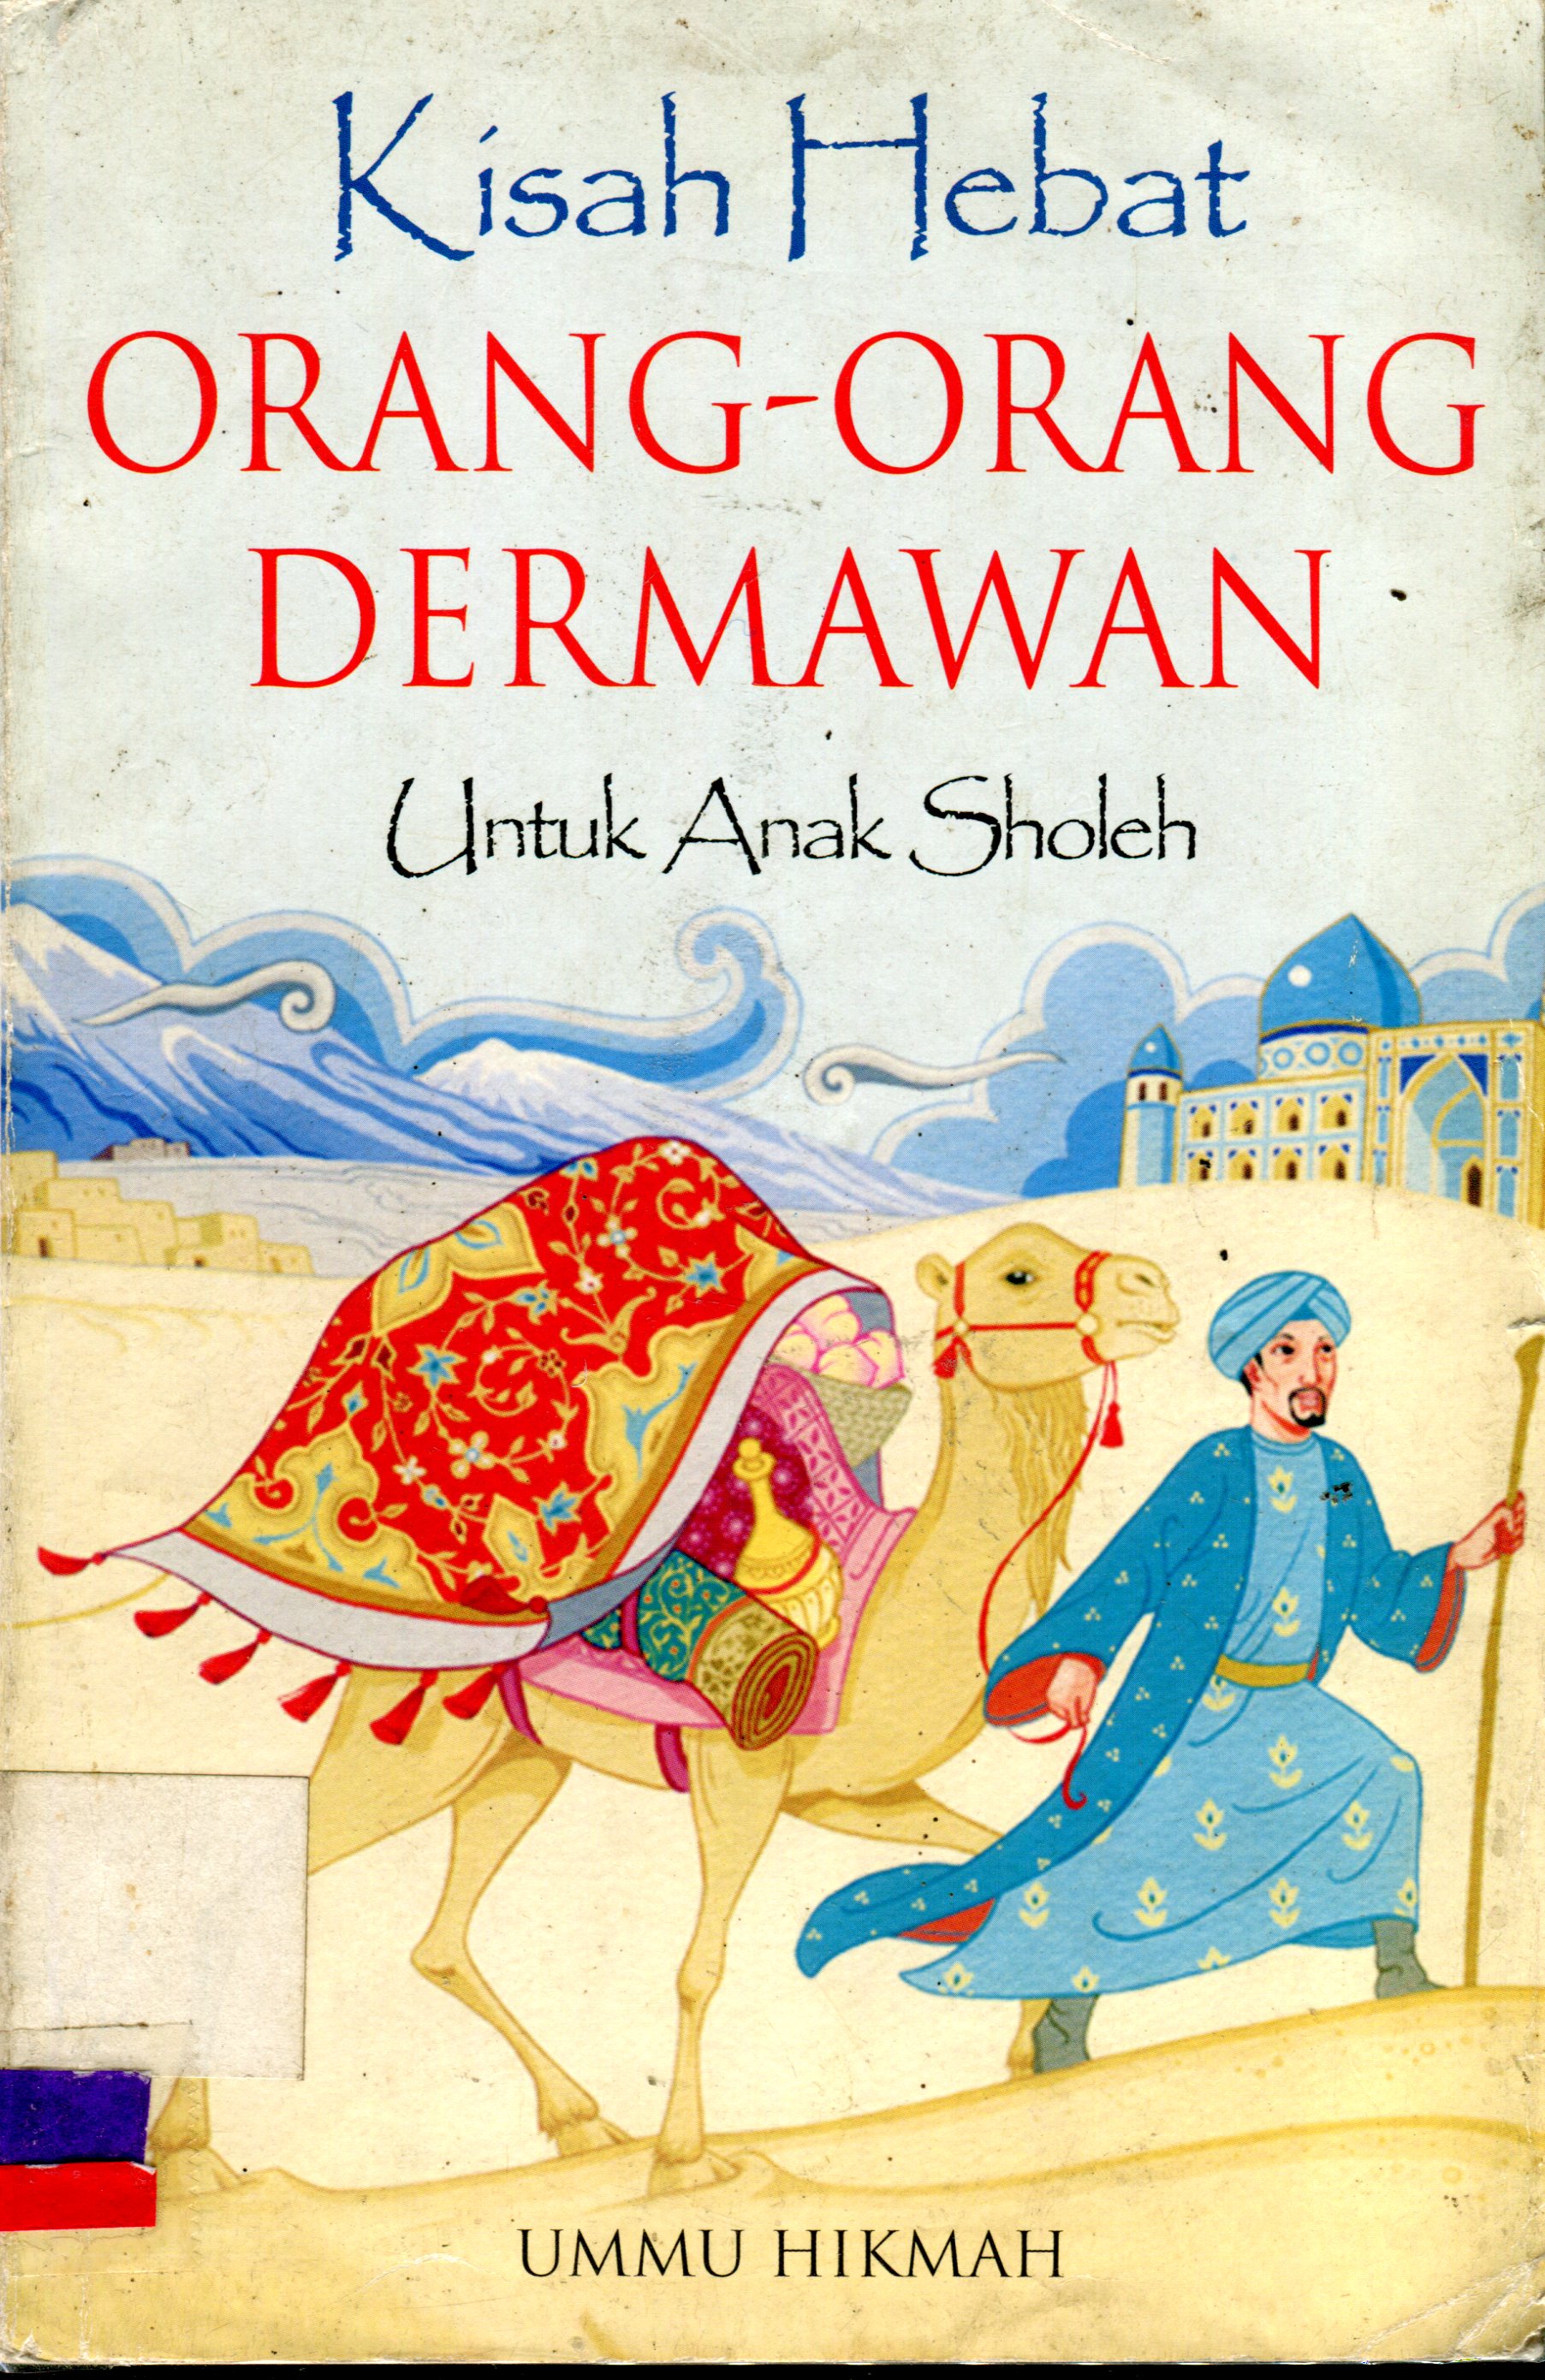 Kisah Hebat
ORANG-ORANG
DERMAWAN
Untuk Anak Sholeh
UMMU HIKMAH